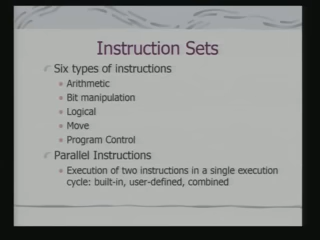 Instruction Sets
Six types of instructions
Arithmetic
Bit manipulation
Logical
Move
Program Control
Parallel Instructions
Execution of two instructions in a single execution
cycle: built-in, user-defined, combined